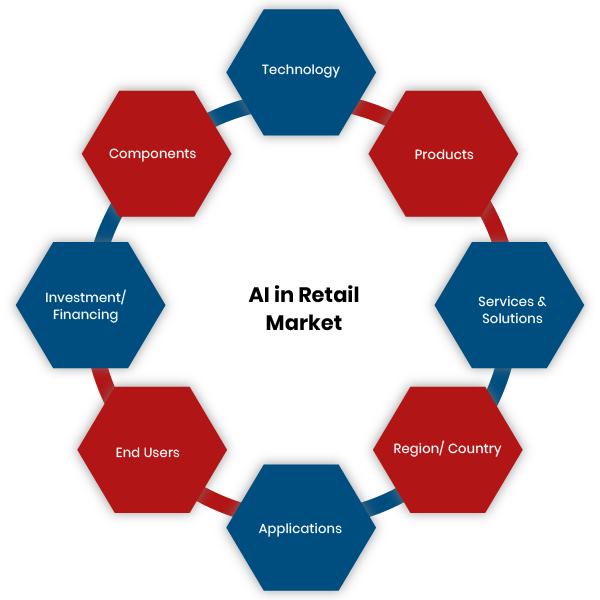 Technology
Components
Products
Investment/
Financing
AI in Retail
Market
Services &
Solutions
End Users
Region/ Country
Applications